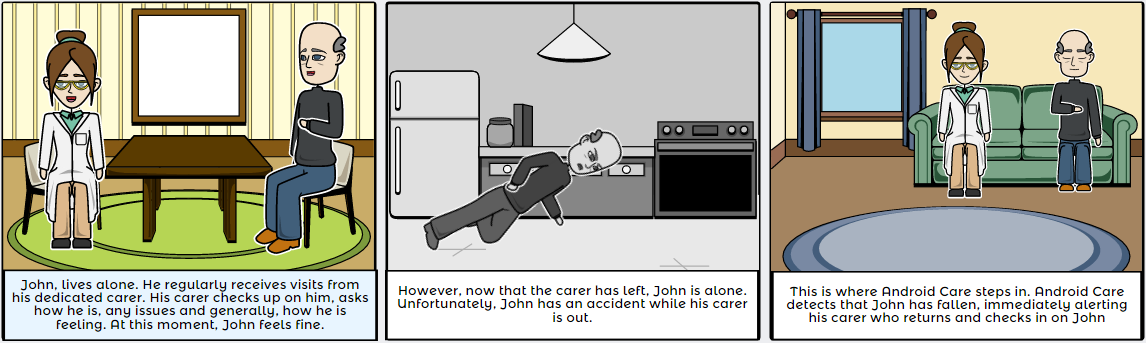 John, lives alone. He regularly receives visits from
his dedicated carer. His carer checks up on him, asks
how he is, any issues and generally, how he is
feeling. At this moment, John feels fine.
However, now that the carer has left, John is alone.
Unfortunately, John has an accident while his carer
is out.
This is where Android Care steps in. Android Care
detects that John has fallen, immediately alerting
his carer who returns and checks in on John